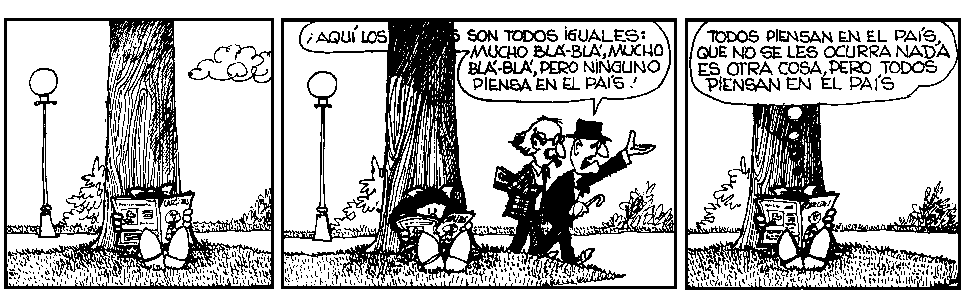 ¡AQUÍ LOS SON TODOS IGUALES:
MUCHO BLÁ-BLÁ, MUCHO
BLÁ-BLÁ, PERO NINGUNO
PIENSA EN EL PAÍS!
TODOS PIENSAN EN EL PAÍS,
QUE NO SE LES OCURRA NADA
ES OTRA COSA, PERO TODOS
PIENSAN EN EL PAÍS